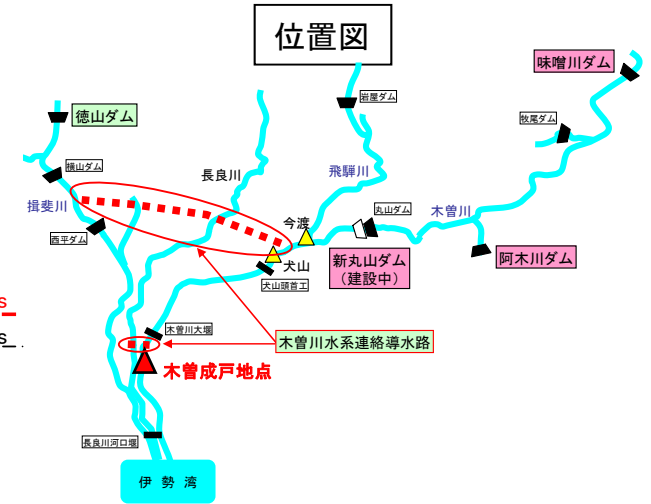 位置図
味噌川ダム
岩屋ダム
徳山ダム
牧尾ダム
横山ダム
長良川
飛騨川
揖斐川
丸山ダム
木曽川
今渡
西平ダム
新丸山ダム
(建設中)
阿木川ダム
犬山
犬山頭首工
s
木曽川大堰
s
木曽川水系連絡導水路
木曽成戸地点
長良川河口堰
伊勢湾